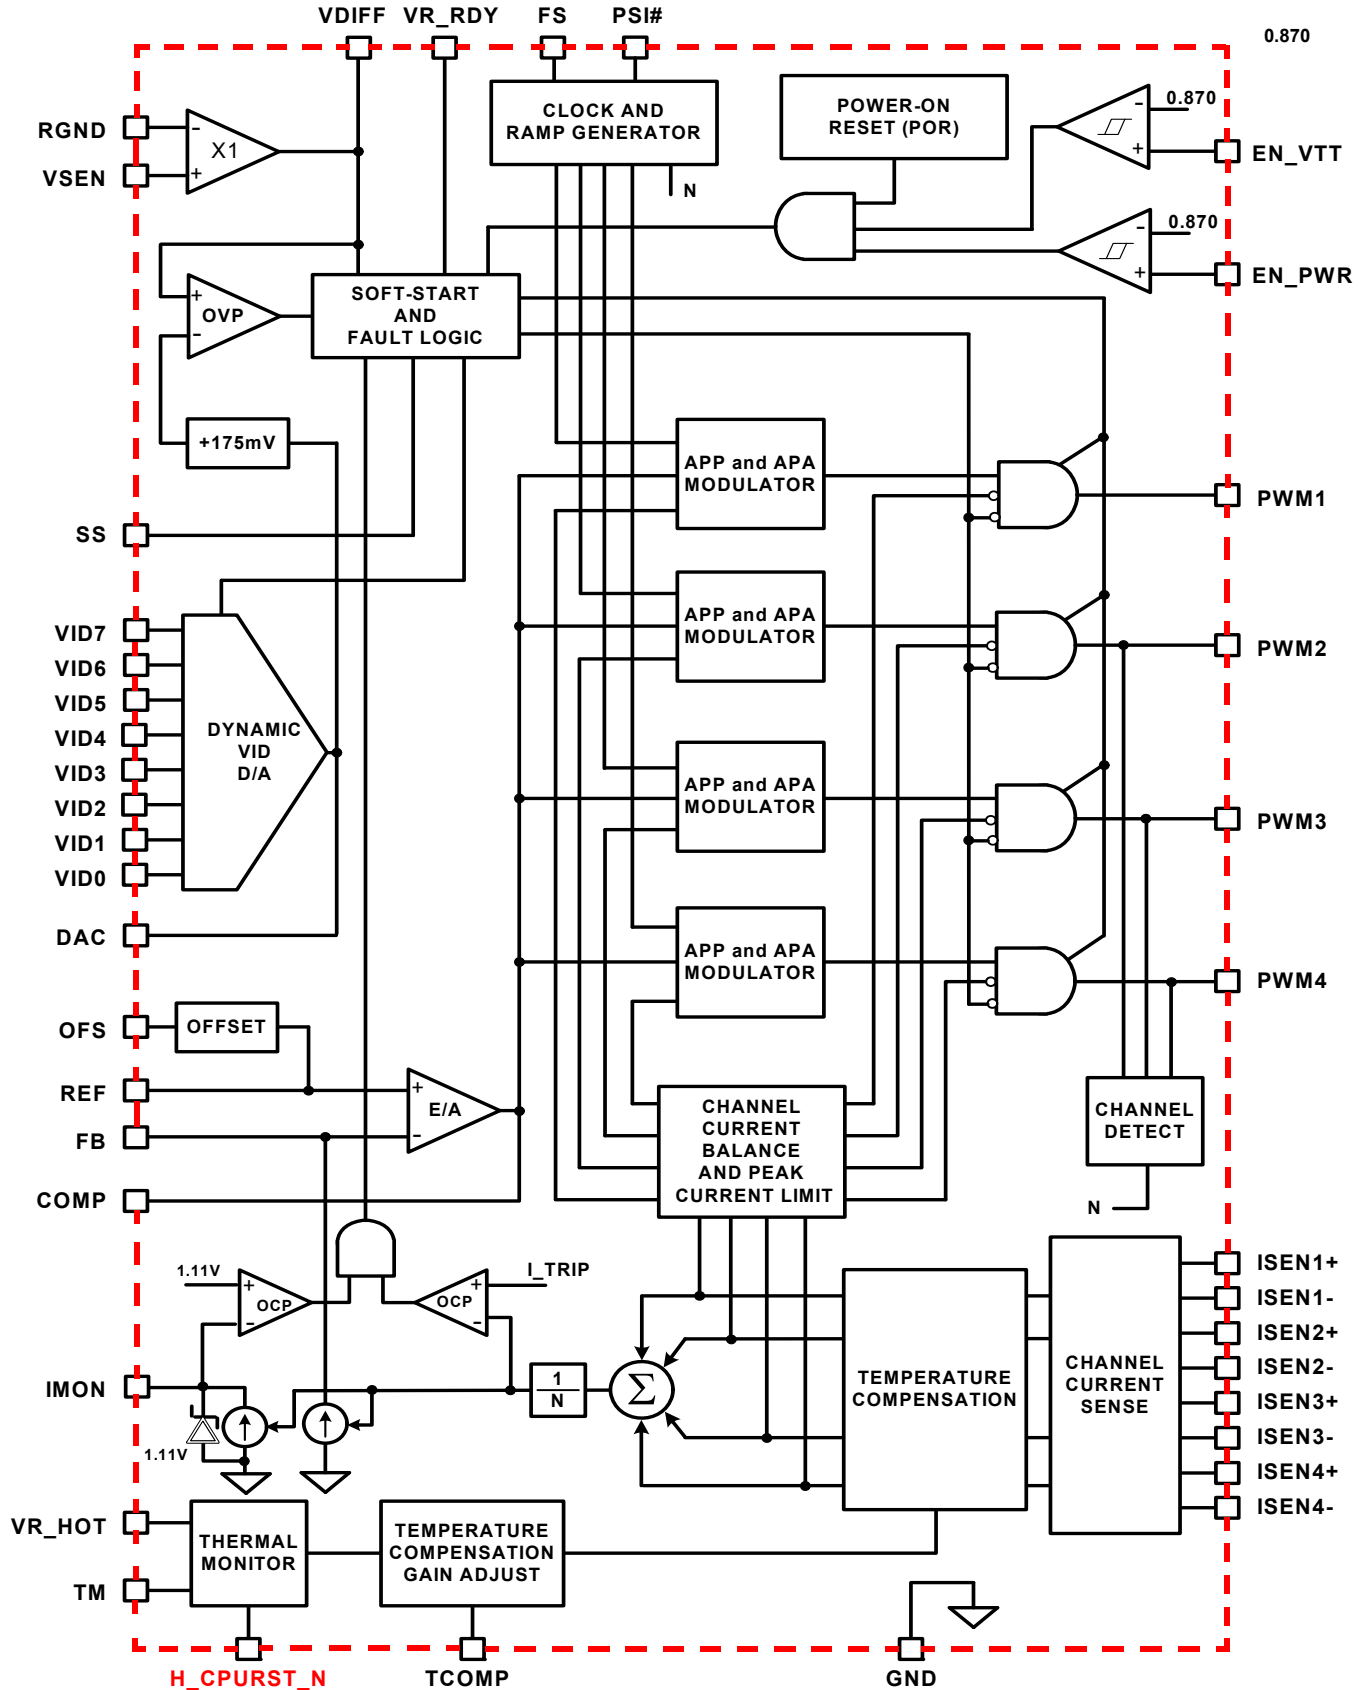 VDIFF VR_RDY FS PSI#
0.870
RGND
VSEN
-
+
X1
CLOCK AND
RAMP GENERATOR
N
POWER-ON
RESET (POR)
-
0.870
+
EN_VTT
-
0.870
+
EN_PWR
+
OVP
-
SOFT-START
AND
FAULT LOGIC
+175mV
SS
APP and APA
MODULATOR
PWM1
APP and APA
MODULATOR
PWM2
APP and APA
MODULATOR
PWM3
APP and APA
MODULATOR
PWM4
VID7
VID6
VID5
VID4
VID3
VID2
VID1
VID0
DYNAMIC
VID
D/A
DAC
OFS
OFFSET
REF
FB
+
E/A
-
COMP
CHANNEL
CURRENT
BALANCE
AND PEAK
CURRENT LIMIT
CHANNEL
DETECT
N
1.11V
+
OCP
-
I_TRIP
+
OCP
-
IMON
1.11V
1
N
Σ
TEMPERATURE
COMPENSATION
CHANNEL
CURRENT
SENSE
ISEN1+
ISEN1-
ISEN2+
ISEN2-
ISEN3+
ISEN3-
ISEN4+
ISEN4-
VR_HOT
TM
THERMAL
MONITOR
TEMPERATURE
COMPENSATION
GAIN ADJUST
H_CPURST_N
TCOMP
GND